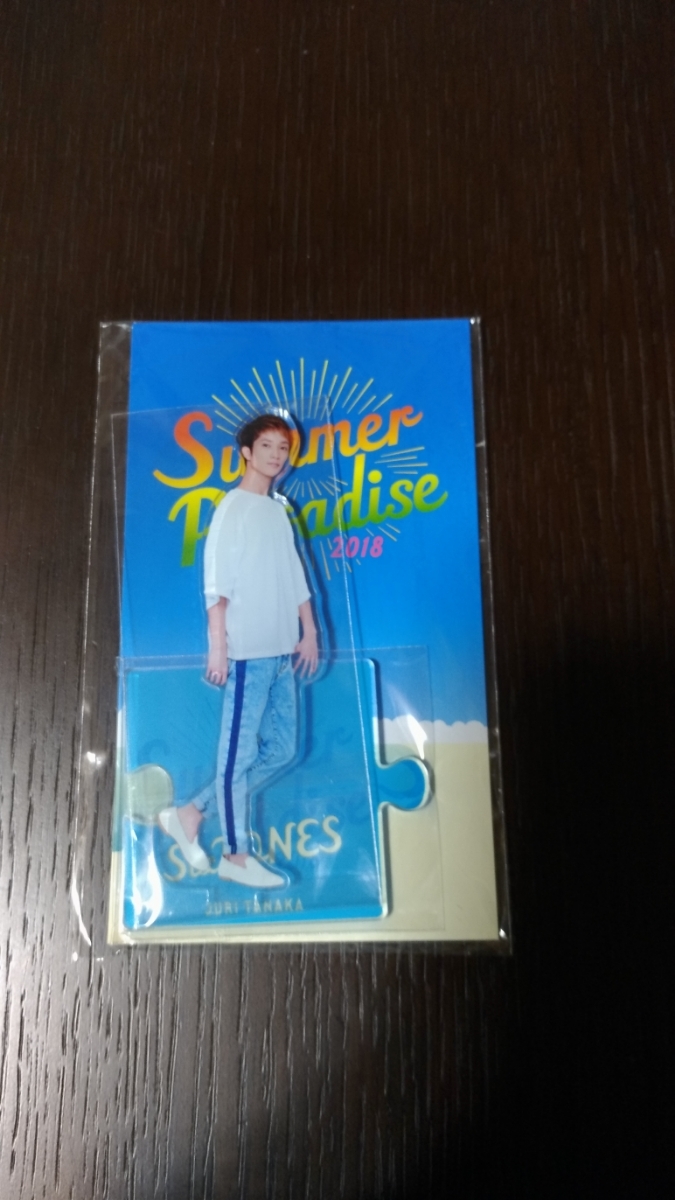 Summer
Paradise
2018
SixTONES
JURI TANAKA